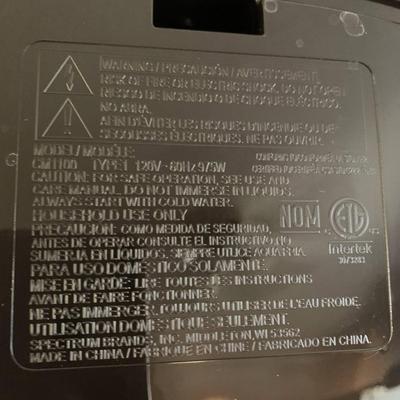 WARNING / PRECAUCIÓN / AVERTISSEMENT
RISK OF FIRE OR ELECTRIC SHOCK. DO NOT OPEN
RIESGO DE INCENDIO O DE CHOQUE ELÉCTRICO.
NO ABRA.
AFIN D'ÉVITER LES RISQUES D'INCENDIE OU DE
SECOUSSES ÉLECTRIQUES. NE PAS OUVRIR.
MODEL / MODÈLE:
CM1100 TYPE 1 120V ~ 60Hz 975W
CAUTION: FOR SAFE OPERATION, SEE USE AND
CARE MANUAL. DO NOT IMMERSE IN LIQUIDS.
ALWAYS START WITH COLD WATER.
HOUSEHOLD USE ONLY
PRECAUCIÓN: COMO MEDIDA DE SEGURIDAD,
ANTES DE OPERAR CONSULTE EL INSTRUCTIVO. NO
SUMERJA EN LIQUIDOS, SIEMPRE UTILICE AGUA FRIA.
PARA USO DOMÉSTICO SOLAMENTE.
NOM ETL
Intertek
3073283
MISE EN GARDE: LIRE TOUTES LES INSTRUCTIONS
AVANT DE FAIRE FONCTIONNER.
NE PAS IMMERGER, TOUJOURS UTILISER DE L'EAU FROIDE.
UTILISATION DOMESTIQUE SEULEMENT.
SPECTRUM BRANDS, INC. MIDDLETON, WI 53562
MADE IN CHINA / FABRIQUÉ EN CHINE / FABRICADO EN CHINA.